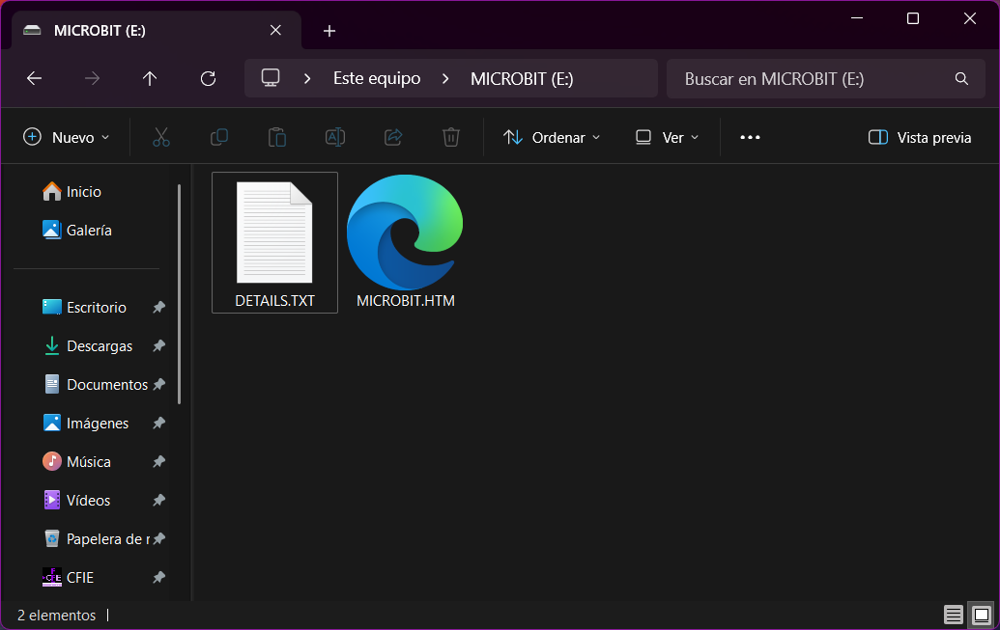 MICROBIT (E:)
Este equipo
MICROBIT (E:)
Buscar en MICROBIT (E:)
Nuevo
Ordenar
Ver
Vista previa
Inicio
Galería
Escritorio
Descargas
Documentos
Imágenes
Música
Vídeos
Papelera de r
CFIE
DETAILS.TXT
MICROBIT.HTM
2 elementos